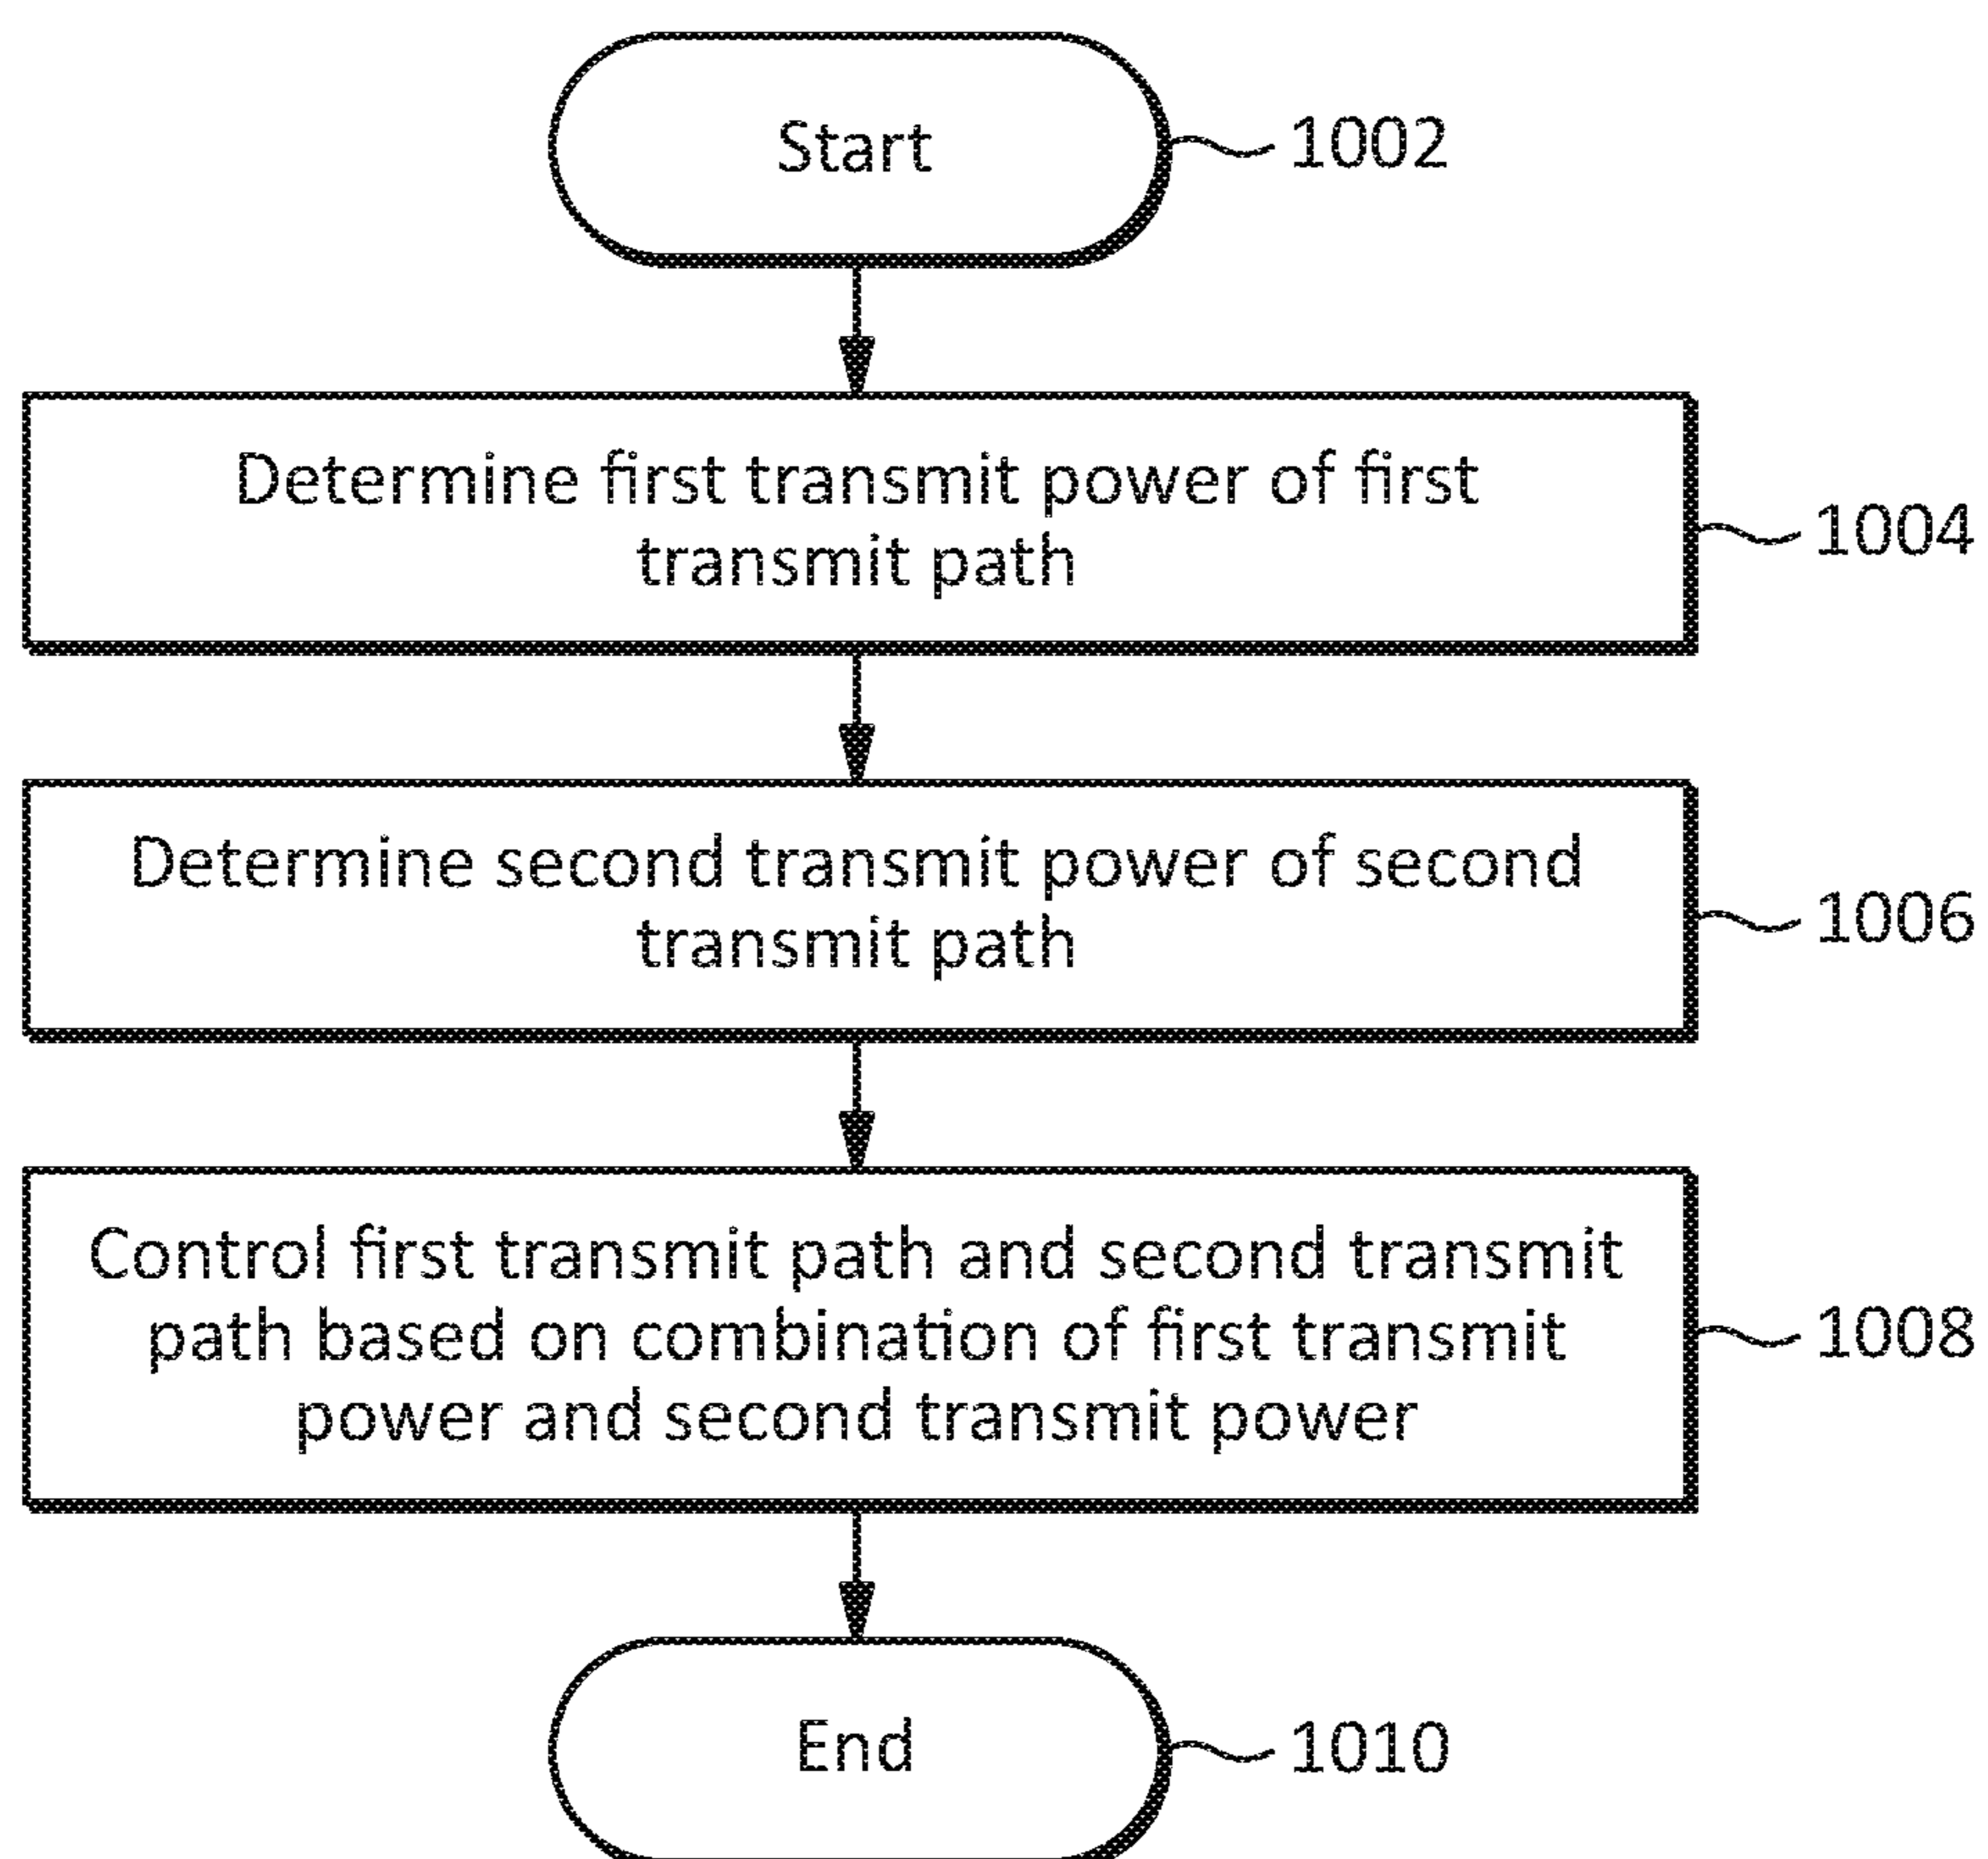 Start
1002
Determine first transmit power of first
transmit path
1004
Determine second transmit power of second
transmit path
1006
Control first transmit path and second transmit
path based on combination of first transmit
power and second transmit power
1008
End
1010